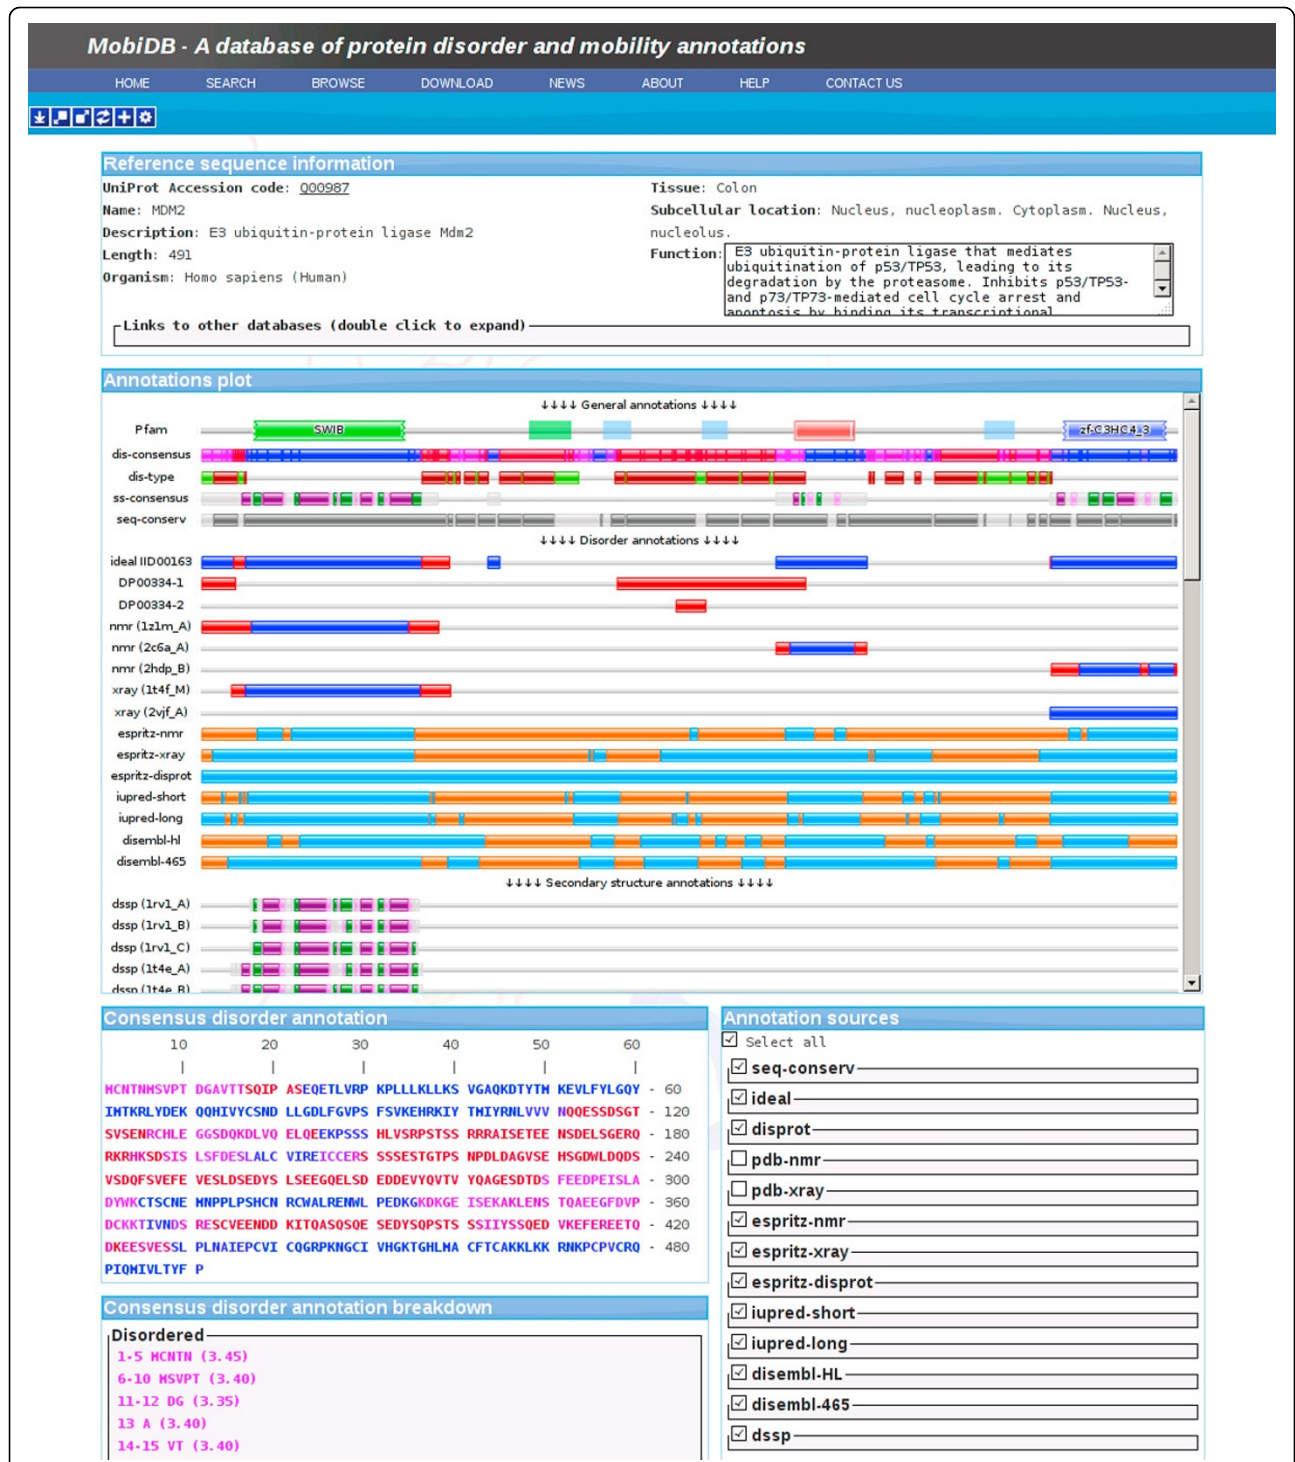 MobiDB - A database of protein disorder and mobility annotations
HOME SEARCH BROWSE DOWNLOAD NEWS ABOUT HELP CONTACT US
Reference sequence information
UniProt Accession code: Q00987
Name: MDM2
Description: E3 ubiquitin-protein ligase Mdm2
Length: 491
Organism: Homo sapiens (Human)
Tissue: Colon
Subcellular location: Nucleus, nucleoplasm. Cytoplasm. Nucleus,
nucleolus.
Function: E3 ubiquitin-protein ligase that mediates
ubiquitination of p53/TP53, leading to its
degradation by the proteasome. Inhibits p53/TP53-
and p73/TP73-mediated cell cycle arrest and
apoptosis by binding its transcriptional
Links to other databases (double click to expand)
Annotations plot
↓↓↓↓ General annotations ↓↓↓↓
Pfam SWIB zf-C3HC4_3
dis-consensus
dis-type
ss-consensus
seq-conserv
↓↓↓↓ Disorder annotations ↓↓↓↓
ideal IID00163
DP00334-1
DP00334-2
nmr (1z1m_A)
nmr (2c6a_A)
nmr (2hdp_B)
xray (1t4f_M)
xray (2vjf_A)
espritz-nmr
espritz-xray
espritz-disprot
iupred-short
iupred-long
disembl-hl
disembl-465
↓↓↓↓ Secondary structure annotations ↓↓↓↓
dssp (1rv1_A)
dssp (1rv1_B)
dssp (1rv1_C)
dssp (1t4e_A)
dssp (1t4e_B)
Consensus disorder annotation
10 20 30 40 50 60
| | | | | |
MCNTNMSVPT DGAVTTSQIP ASEQETLVRP KPLLLKLLKS VGAQKDTYTM KEVLFYLGQY - 60
IMTKRLYDEK QQHIVYCSND LLGDLFGVPS FSVKEHRKIY TMIYRNLVVV NQQESSDSGT - 120
SVSENRCHLE GGSDQKDLVQ ELQEEKPSSS HLVSRPSTSS RRRAISETEE NSDELSGERQ - 180
RKRHKSDSIS LSFDESLALC VIREICCERS SSSESTGTPS NPDLDAGVSE HSGDWLDQDS - 240
VSDQFSVEFE VESLDSEDYS LSEEGQELSD EDDEVYQVTV YQAGESDTDS FEEDPEISLA - 300
DYWKCTSCNE MNPPLPSHCN RCWALRENWL PEDKGKDKGE ISEKAKLENS TQAEEGFDVP - 360
DCKKTIVNDS RESCVEENDD KITQASQSQE SEDYSQPSTS SSIIYSSQED VKEFEREETQ - 420
DKEESVESSL PLNAIEPCVI CQGRPKNGCI VHGKTGHLMA CFTCAKKLKK RNKPCPVCRQ - 480
PIQMIVLTYF P
Consensus disorder annotation breakdown
Disordered
1-5 MCNTN (3.45)
6-10 MSVPT (3.40)
11-12 DG (3.35)
13 A (3.40)
14-15 VT (3.40)
Annotation sources
Select all
seq-conserv
ideal
disprot
pdb-nmr
pdb-xray
espritz-nmr
espritz-xray
espritz-disprot
iupred-short
iupred-long
disembl-HL
disembl-465
dssp